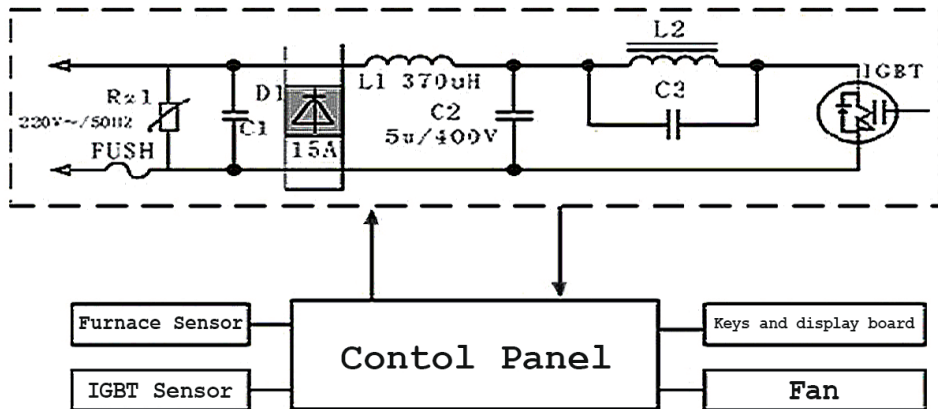 L2
Rz1
D1
L1 370uH
C3
IGBT
220V~/50HZ
C1
C2
5u/400V
FUSH
15A
Furnace Sensor
Keys and display board
Contol Panel
IGBT Sensor
Fan